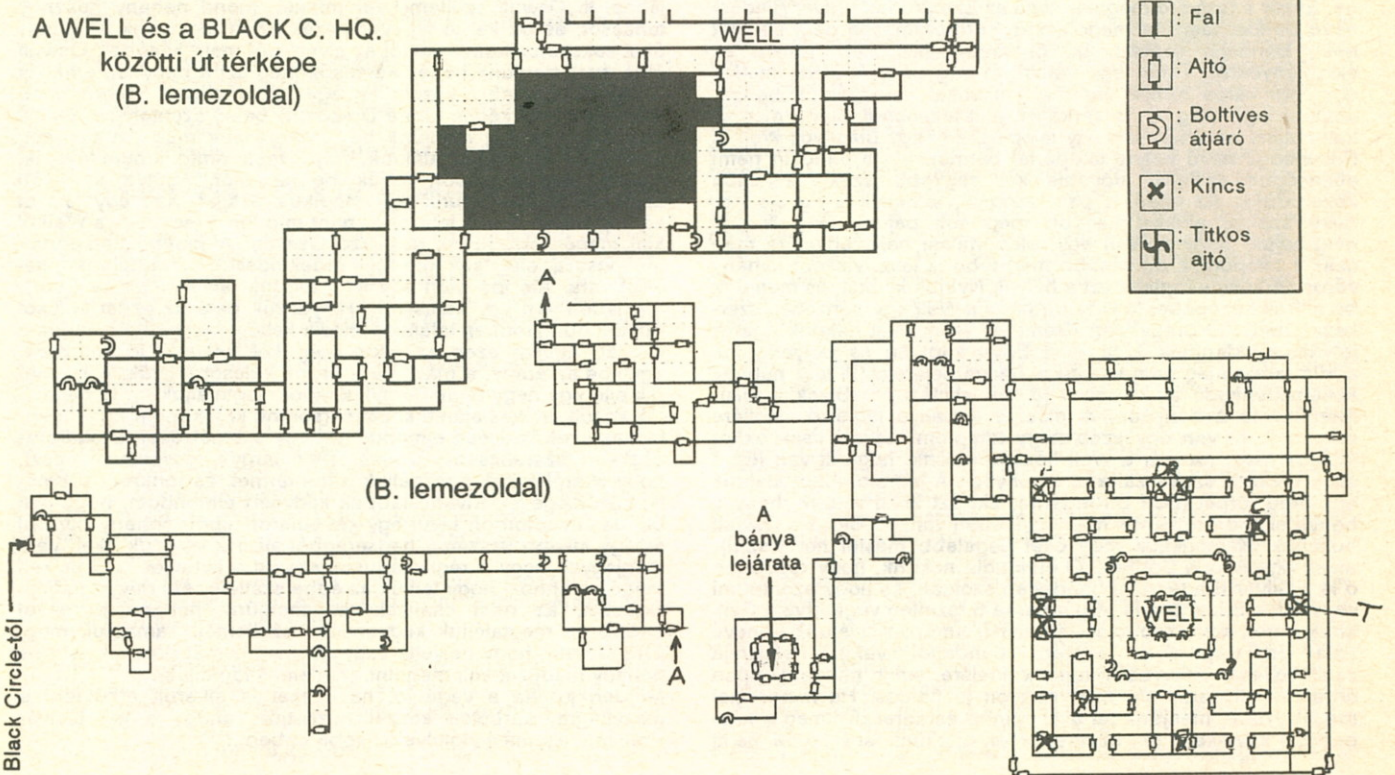 A WELL és a BLACK C. HQ.
közötti út térképe
(B. lemezoldal)
WELL
: Fal
: Ajtó
: Boltíves
átjáró
: Kincs
: Titkos
ajtó
(B. lemezoldal)
A
bánya
lejárata
A
Black Circle-től
WEL
T
C
T